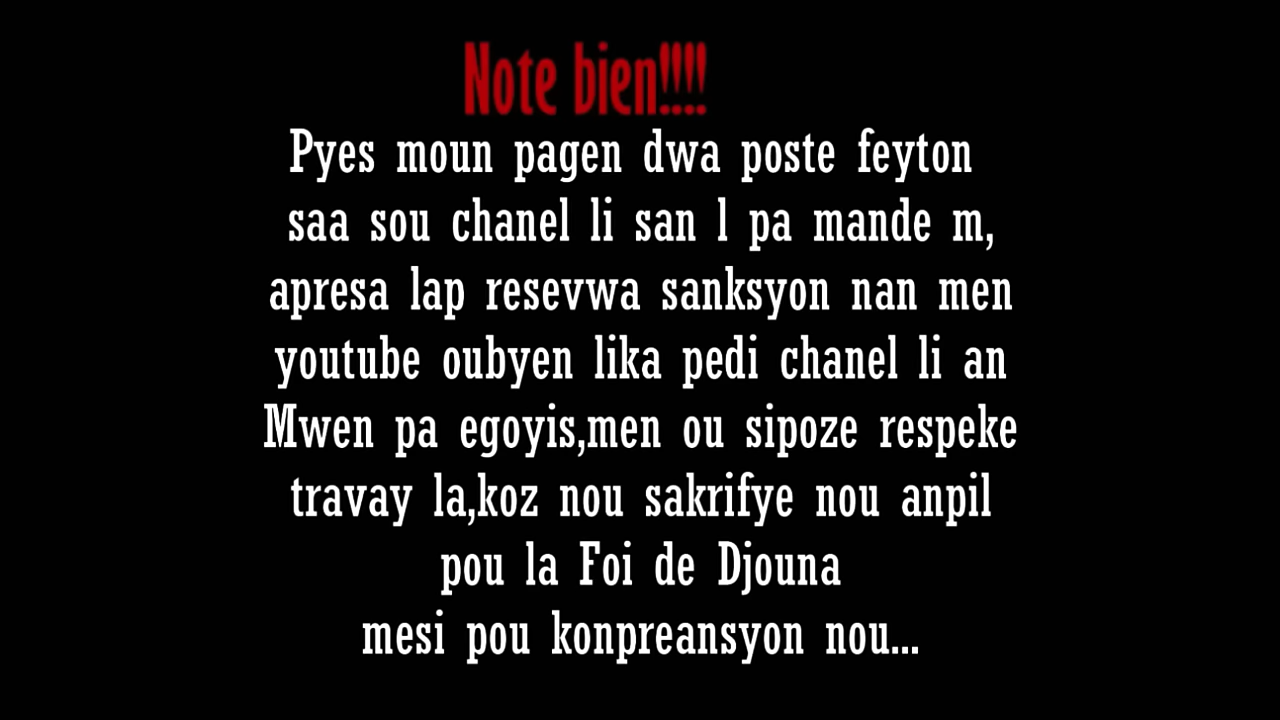 Note bien!!!!
Pyes moun pagen dwa poste feyton
saa sou chanel li san l pa mande m,
apresa lap resevwa sanksyon nan men
youtube oubyen lika pedi chanel li an
Mwen pa egoyis,men ou sipoze respeke
travay la,koz nou sakrifye nou anpil
pou la Foi de Djouna
mesi pou konpreansyon nou...